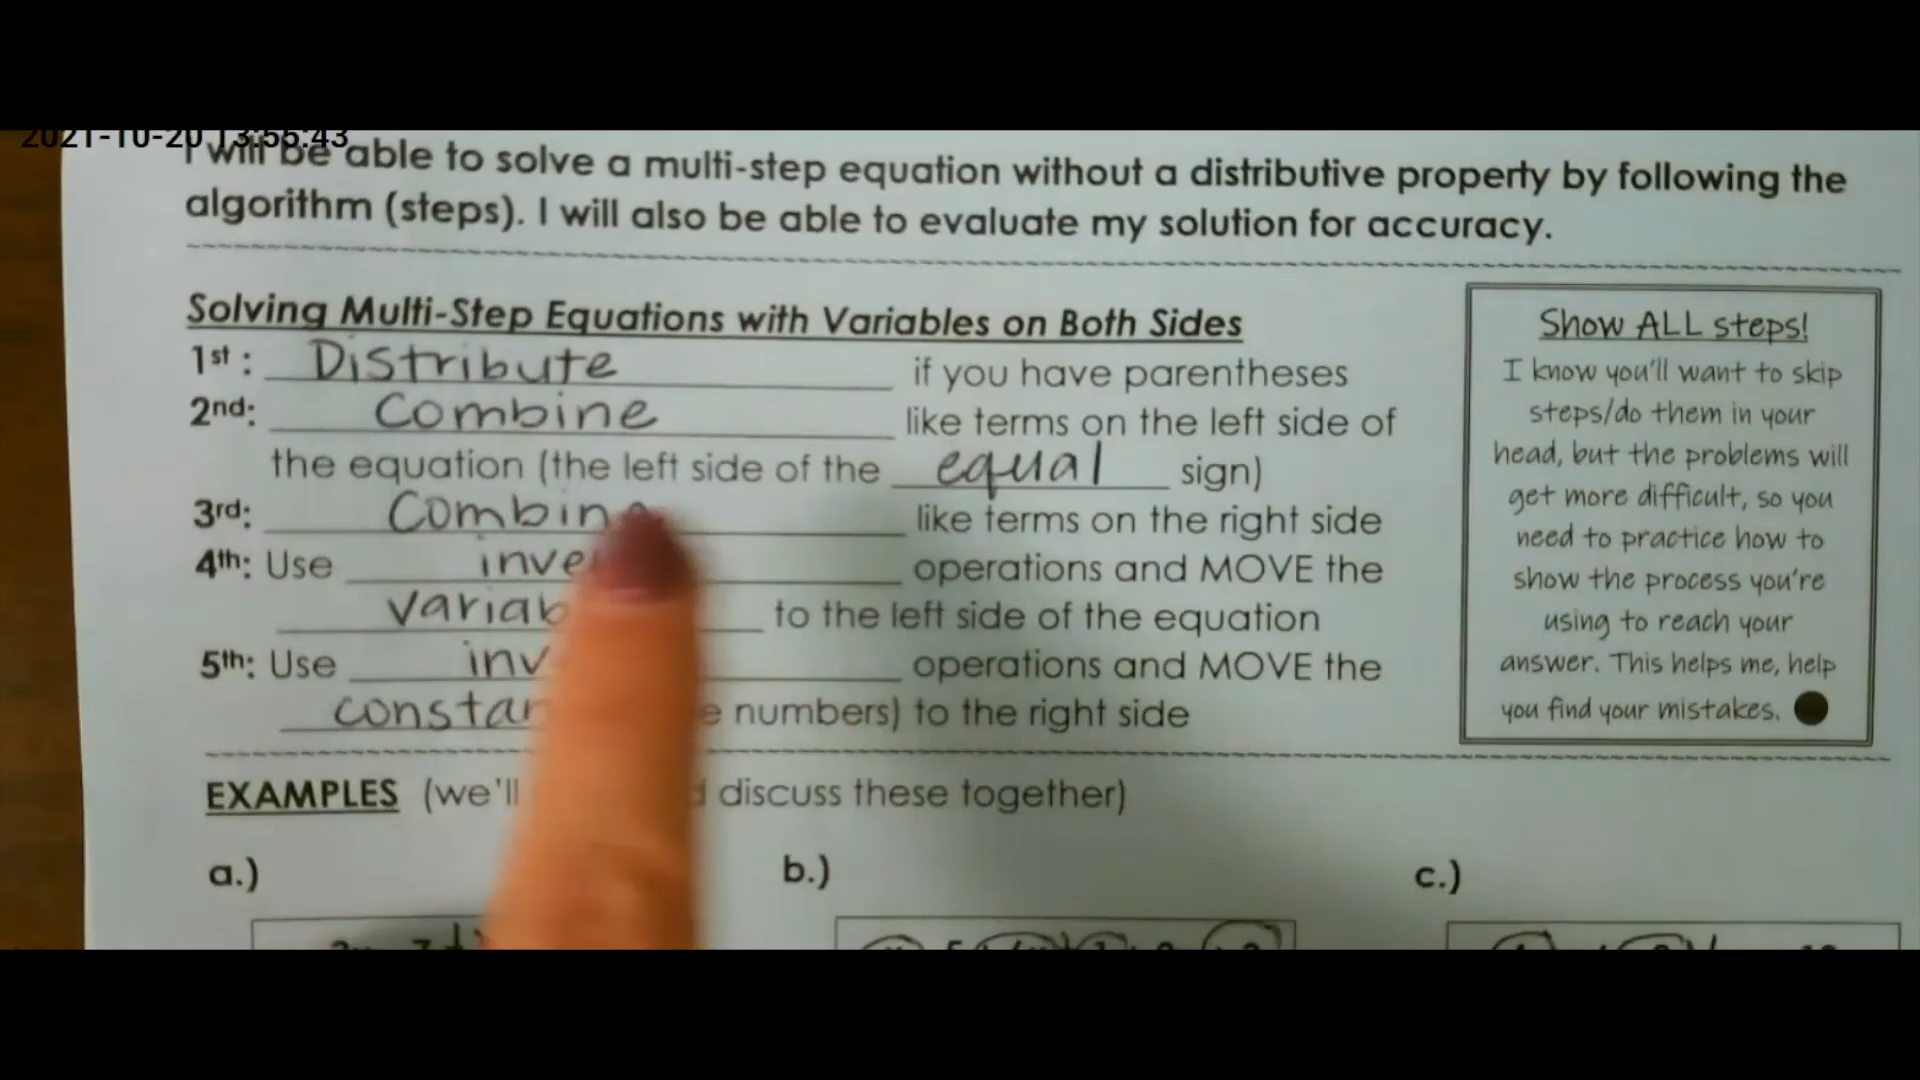 2021-10-20 13:55:43
I will be able to solve a multi-step equation without a distributive property by following the
algorithm (steps). I will also be able to evaluate my solution for accuracy.
Solving Multi-Step Equations with Variables on Both Sides
1st: Distribute if you have parentheses
2nd: Combine like terms on the left side of
the equation (the left side of the equal sign)
3rd: Combine like terms on the right side
4th: Use operations and MOVE the
to the left side of the equation
5th: Use operations and MOVE the
numbers) to the right side
Show ALL steps!
I know you'll want to skip
steps/do them in your
head, but the problems will
get more difficult, so you
need to practice how to
show the process you're
using to reach your
answer. This helps me, help
you find your mistakes.
EXAMPLES (we'll discuss these together)
a.) b.) c.)